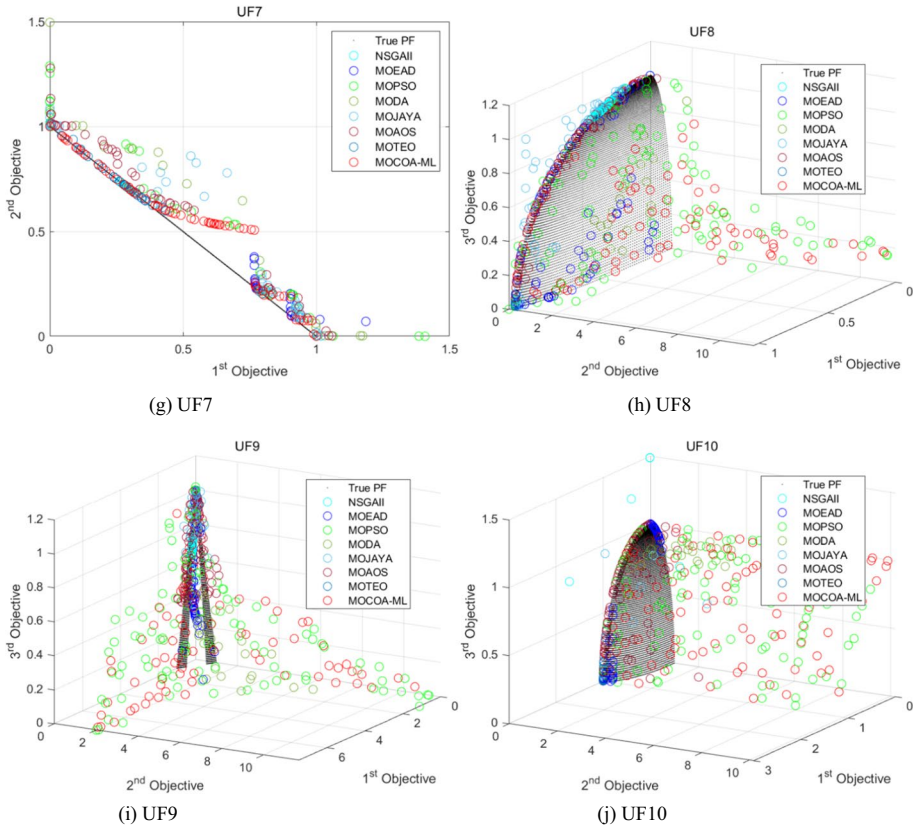 UF7
1.5
1
0.5
0
2nd Objective
0
0.5
1
1.5
1st Objective
True PF
NSGAII
MOEAD
MOPSO
MODA
MOJAYA
MOAOS
MOTEO
MOCOA-ML
(g) UF7
UF8
1.2
1
0.8
0.6
0.4
0.2
0
3rd Objective
0
2
4
6
8
10
2nd Objective
1
0.5
0
1st Objective
True PF
NSGAII
MOEAD
MOPSO
MODA
MOJAYA
MOAOS
MOTEO
MOCOA-ML
(h) UF8
UF9
1.2
1
0.8
0.6
0.4
0.2
0
3rd Objective
0
2
4
6
8
10
2nd Objective
6
4
2
0
1st Objective
True PF
NSGAII
MOEAD
MOPSO
MODA
MOJAYA
MOAOS
MOTEO
MOCOA-ML
(i) UF9
UF10
1.5
1
0.5
0
3rd Objective
0
2
4
6
8
10
2nd Objective
3
2
1
0
1st Objective
True PF
NSGAII
MOEAD
MOPSO
MODA
MOJAYA
MOAOS
MOTEO
MOCOA-ML
(j) UF10